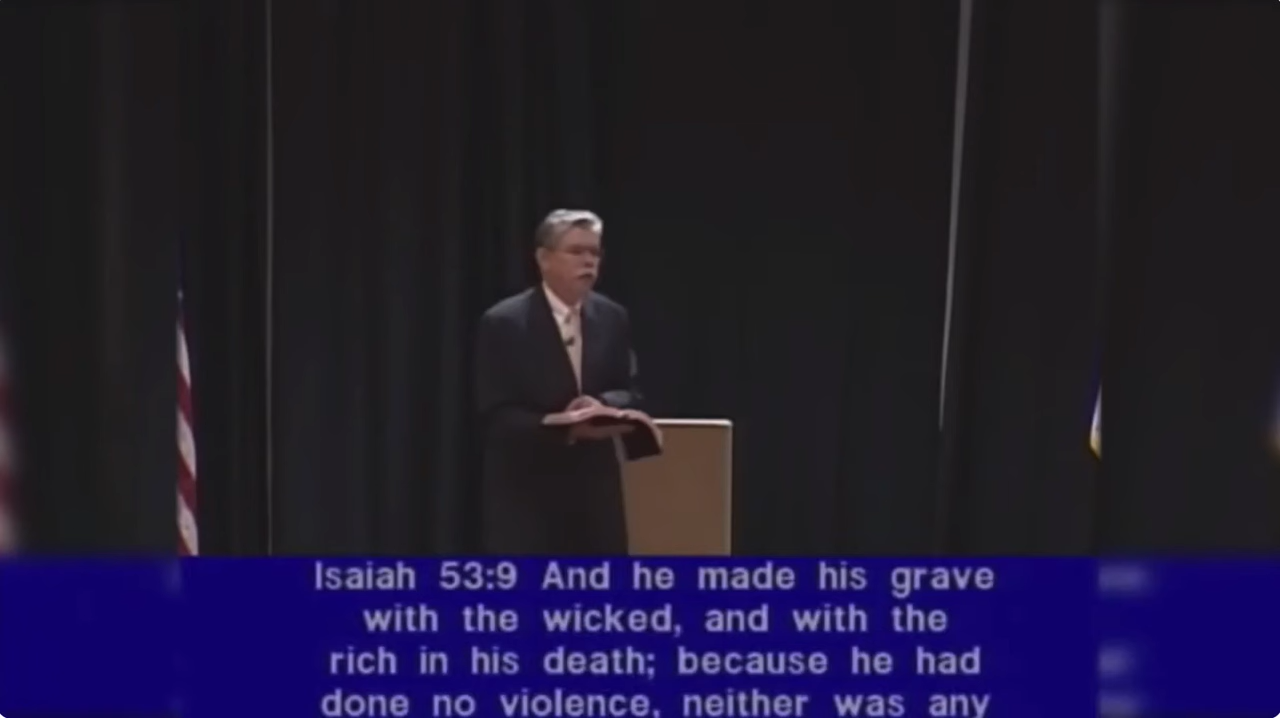 Isaiah 53:9 And he made his grave
with the wicked, and with the
rich in his death; because he had
done no violence, neither was any